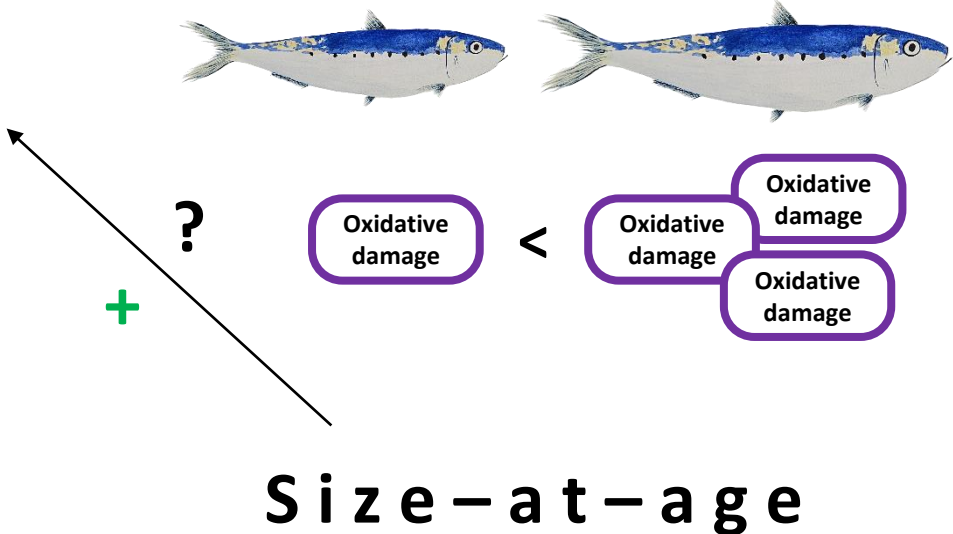 Oxidative
damage
?
Oxidative
damage
<
Oxidative
damage
Oxidative
damage
+
Size–at–age